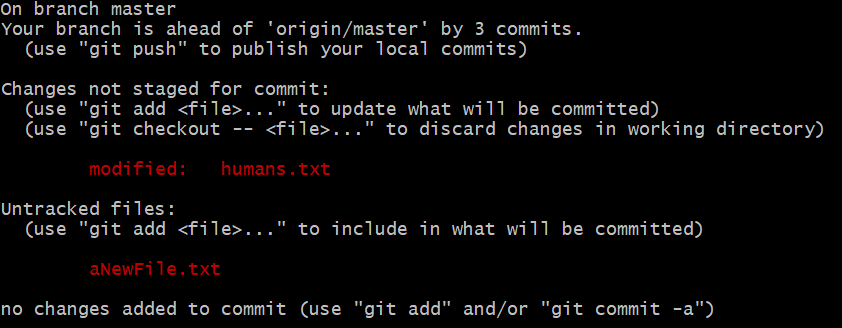 On branch master
Your branch is ahead of 'origin/master' by 3 commits.
  (use "git push" to publish your local commits)

Changes not staged for commit:
  (use "git add <file>..." to update what will be committed)
  (use "git checkout -- <file>..." to discard changes in working directory)

        modified:   humans.txt

Untracked files:
  (use "git add <file>..." to include in what will be committed)

        aNewFile.txt

no changes added to commit (use "git add" and/or "git commit -a")